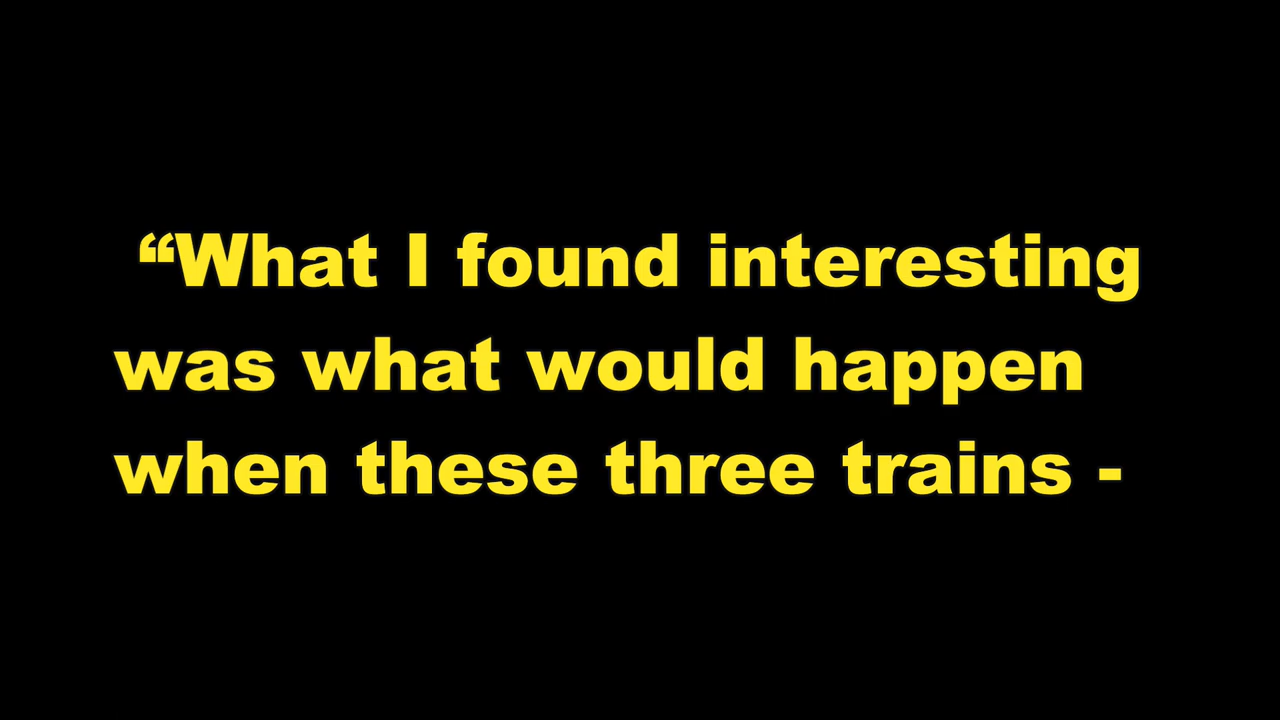 “What I found interesting
was what would happen
when these three trains -